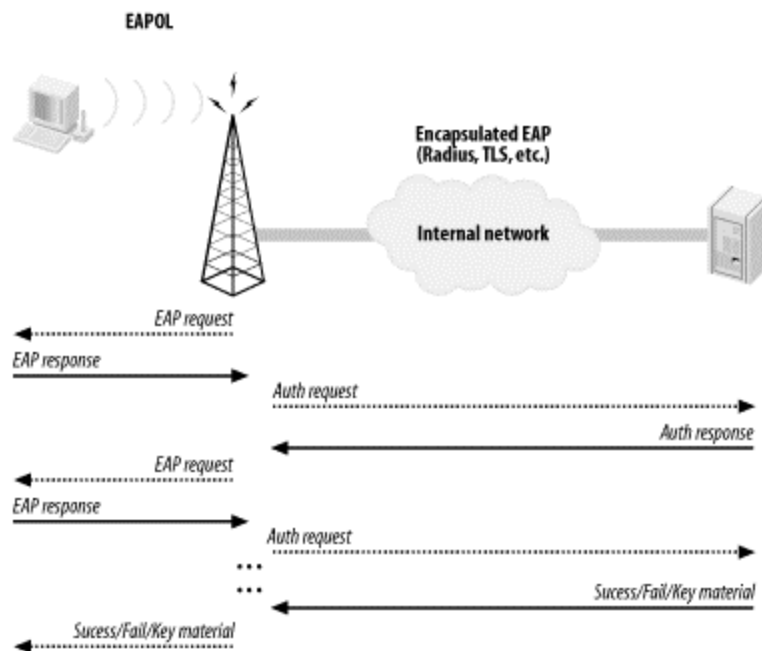 EAPOL
Encapsulated EAP
(Radius, TLS, etc.)
Internal network
EAP request
EAP response
Auth request
Auth response
EAP request
EAP response
Auth request
...
...
Sucess/Fail/Key material
Sucess/Fail/Key material